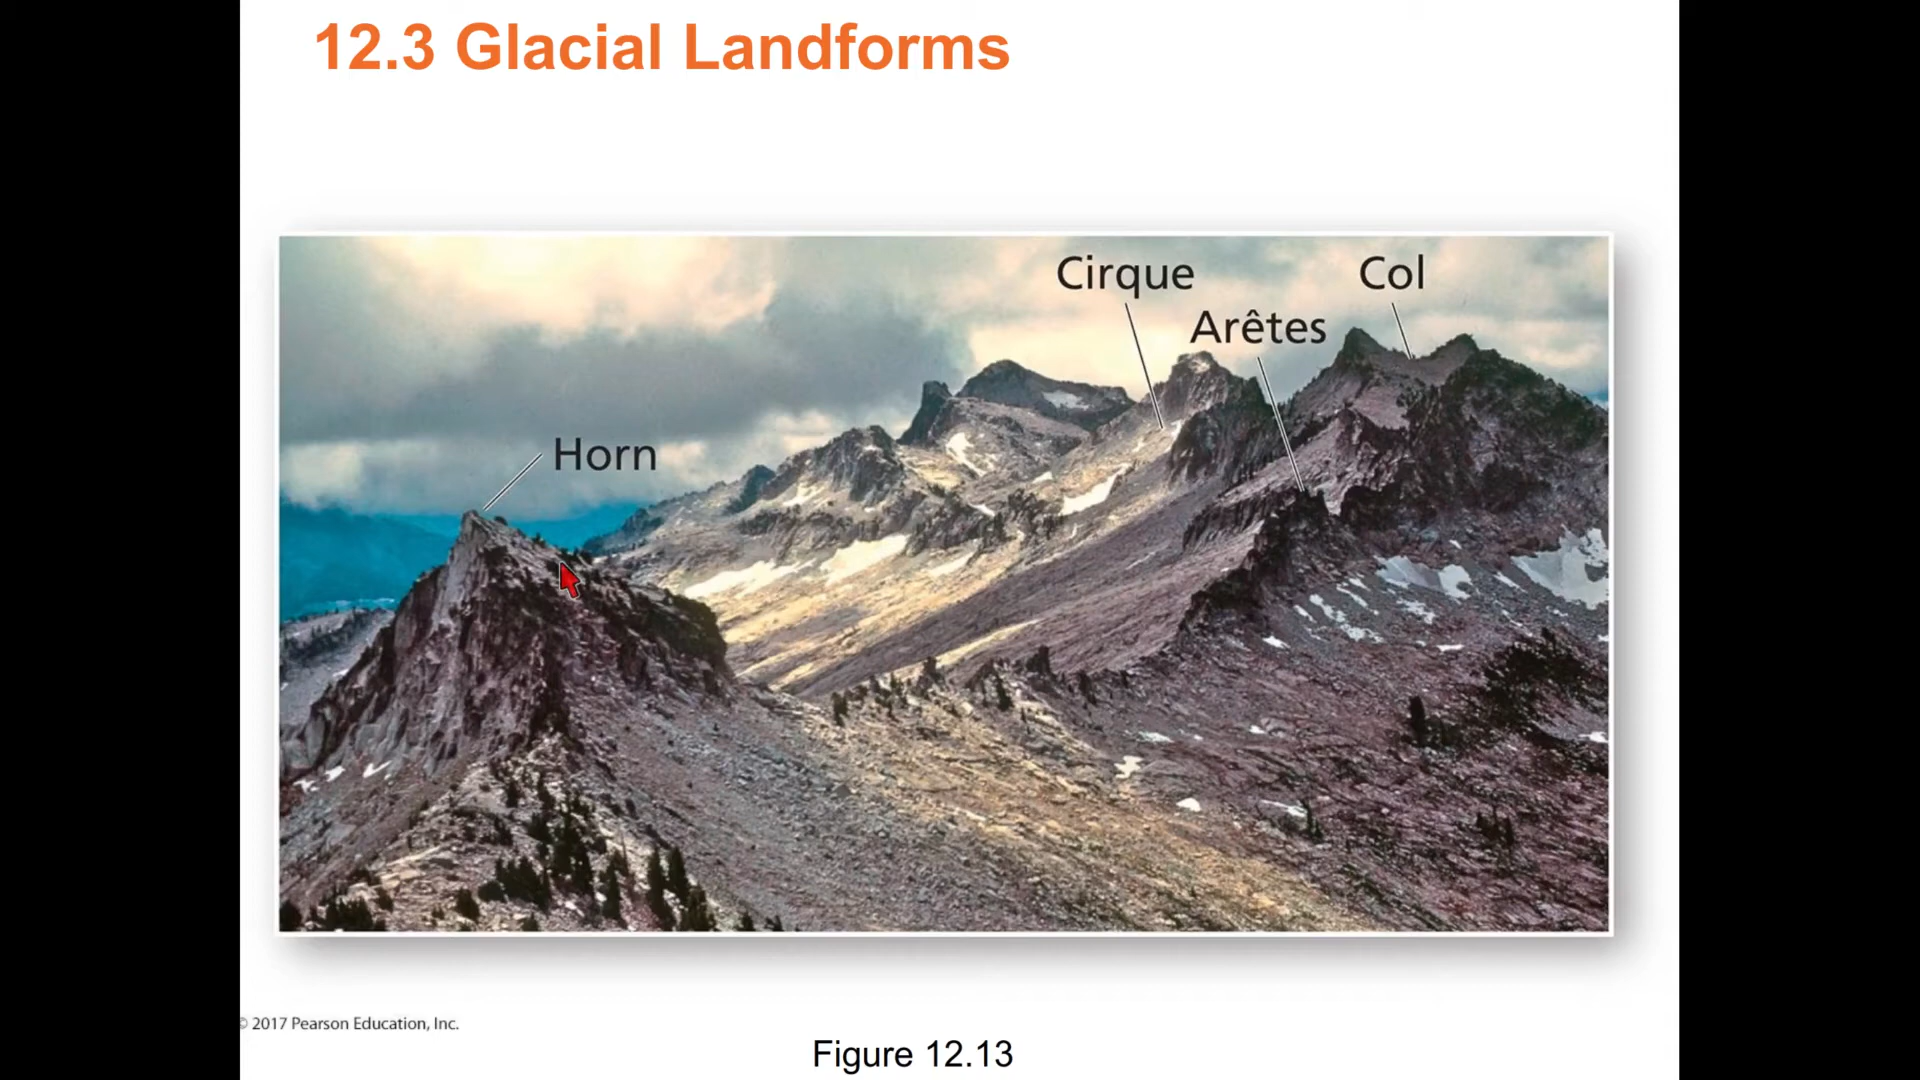 12.3 Glacial Landforms
Cirque
Col
Arêtes
Horn
© 2017 Pearson Education, Inc.
Figure 12.13